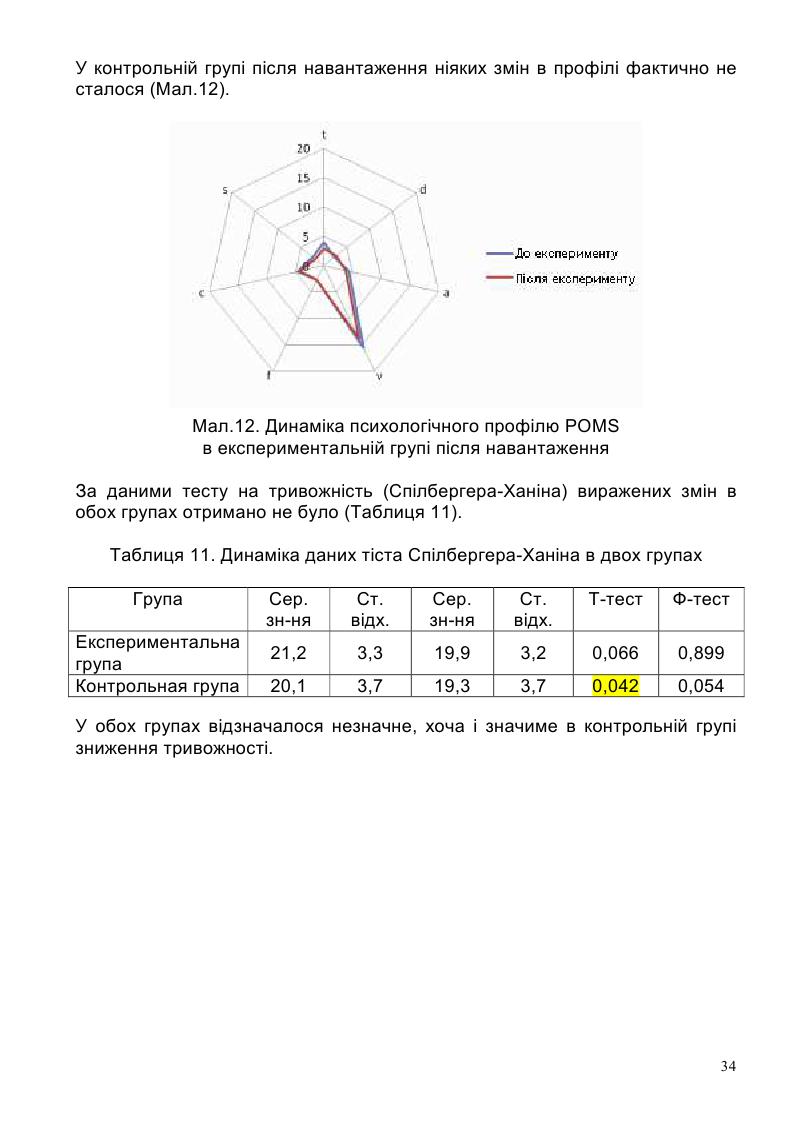 У контрольній групі після навантаження ніяких змін в профілі фактично не
сталося (Мал.12).
t
20
15
10
5
0
s
d
c
a
f
v
До експерименту
Після експерименту
Мал.12. Динаміка психологічного профілю POMS
в експериментальній групі після навантаження
За даними тесту на тривожність (Спілбергера-Ханіна) виражених змін в
обох групах отримано не було (Таблиця 11).
Таблиця 11. Динаміка даних тіста Спілбергера-Ханіна в двох групах
Група Сер. зн-ня Ст. відх. Сер. зн-ня Ст. відх. Т-тест Ф-тест
Експериментальна група 21,2 3,3 19,9 3,2 0,066 0,899
Контрольная група 20,1 3,7 19,3 3,7 0,042 0,054
У обох групах відзначалося незначне, хоча і значиме в контрольній групі
зниження тривожності.
34